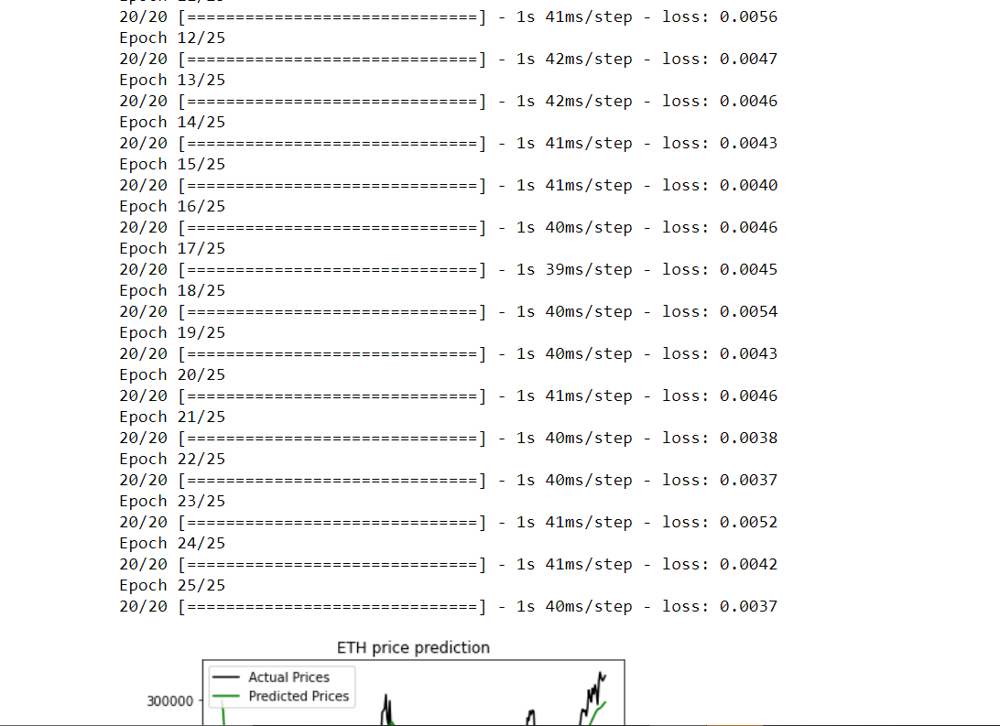 20/20 [==============================] - 1s 41ms/step - loss: 0.0056
Epoch 12/25
20/20 [==============================] - 1s 42ms/step - loss: 0.0047
Epoch 13/25
20/20 [==============================] - 1s 42ms/step - loss: 0.0046
Epoch 14/25
20/20 [==============================] - 1s 41ms/step - loss: 0.0043
Epoch 15/25
20/20 [==============================] - 1s 41ms/step - loss: 0.0040
Epoch 16/25
20/20 [==============================] - 1s 40ms/step - loss: 0.0046
Epoch 17/25
20/20 [==============================] - 1s 39ms/step - loss: 0.0045
Epoch 18/25
20/20 [==============================] - 1s 40ms/step - loss: 0.0054
Epoch 19/25
20/20 [==============================] - 1s 40ms/step - loss: 0.0043
Epoch 20/25
20/20 [==============================] - 1s 41ms/step - loss: 0.0046
Epoch 21/25
20/20 [==============================] - 1s 40ms/step - loss: 0.0038
Epoch 22/25
20/20 [==============================] - 1s 40ms/step - loss: 0.0037
Epoch 23/25
20/20 [==============================] - 1s 41ms/step - loss: 0.0052
Epoch 24/25
20/20 [==============================] - 1s 41ms/step - loss: 0.0042
Epoch 25/25
20/20 [==============================] - 1s 40ms/step - loss: 0.0037
ETH price prediction
Actual Prices
Predicted Prices
300000